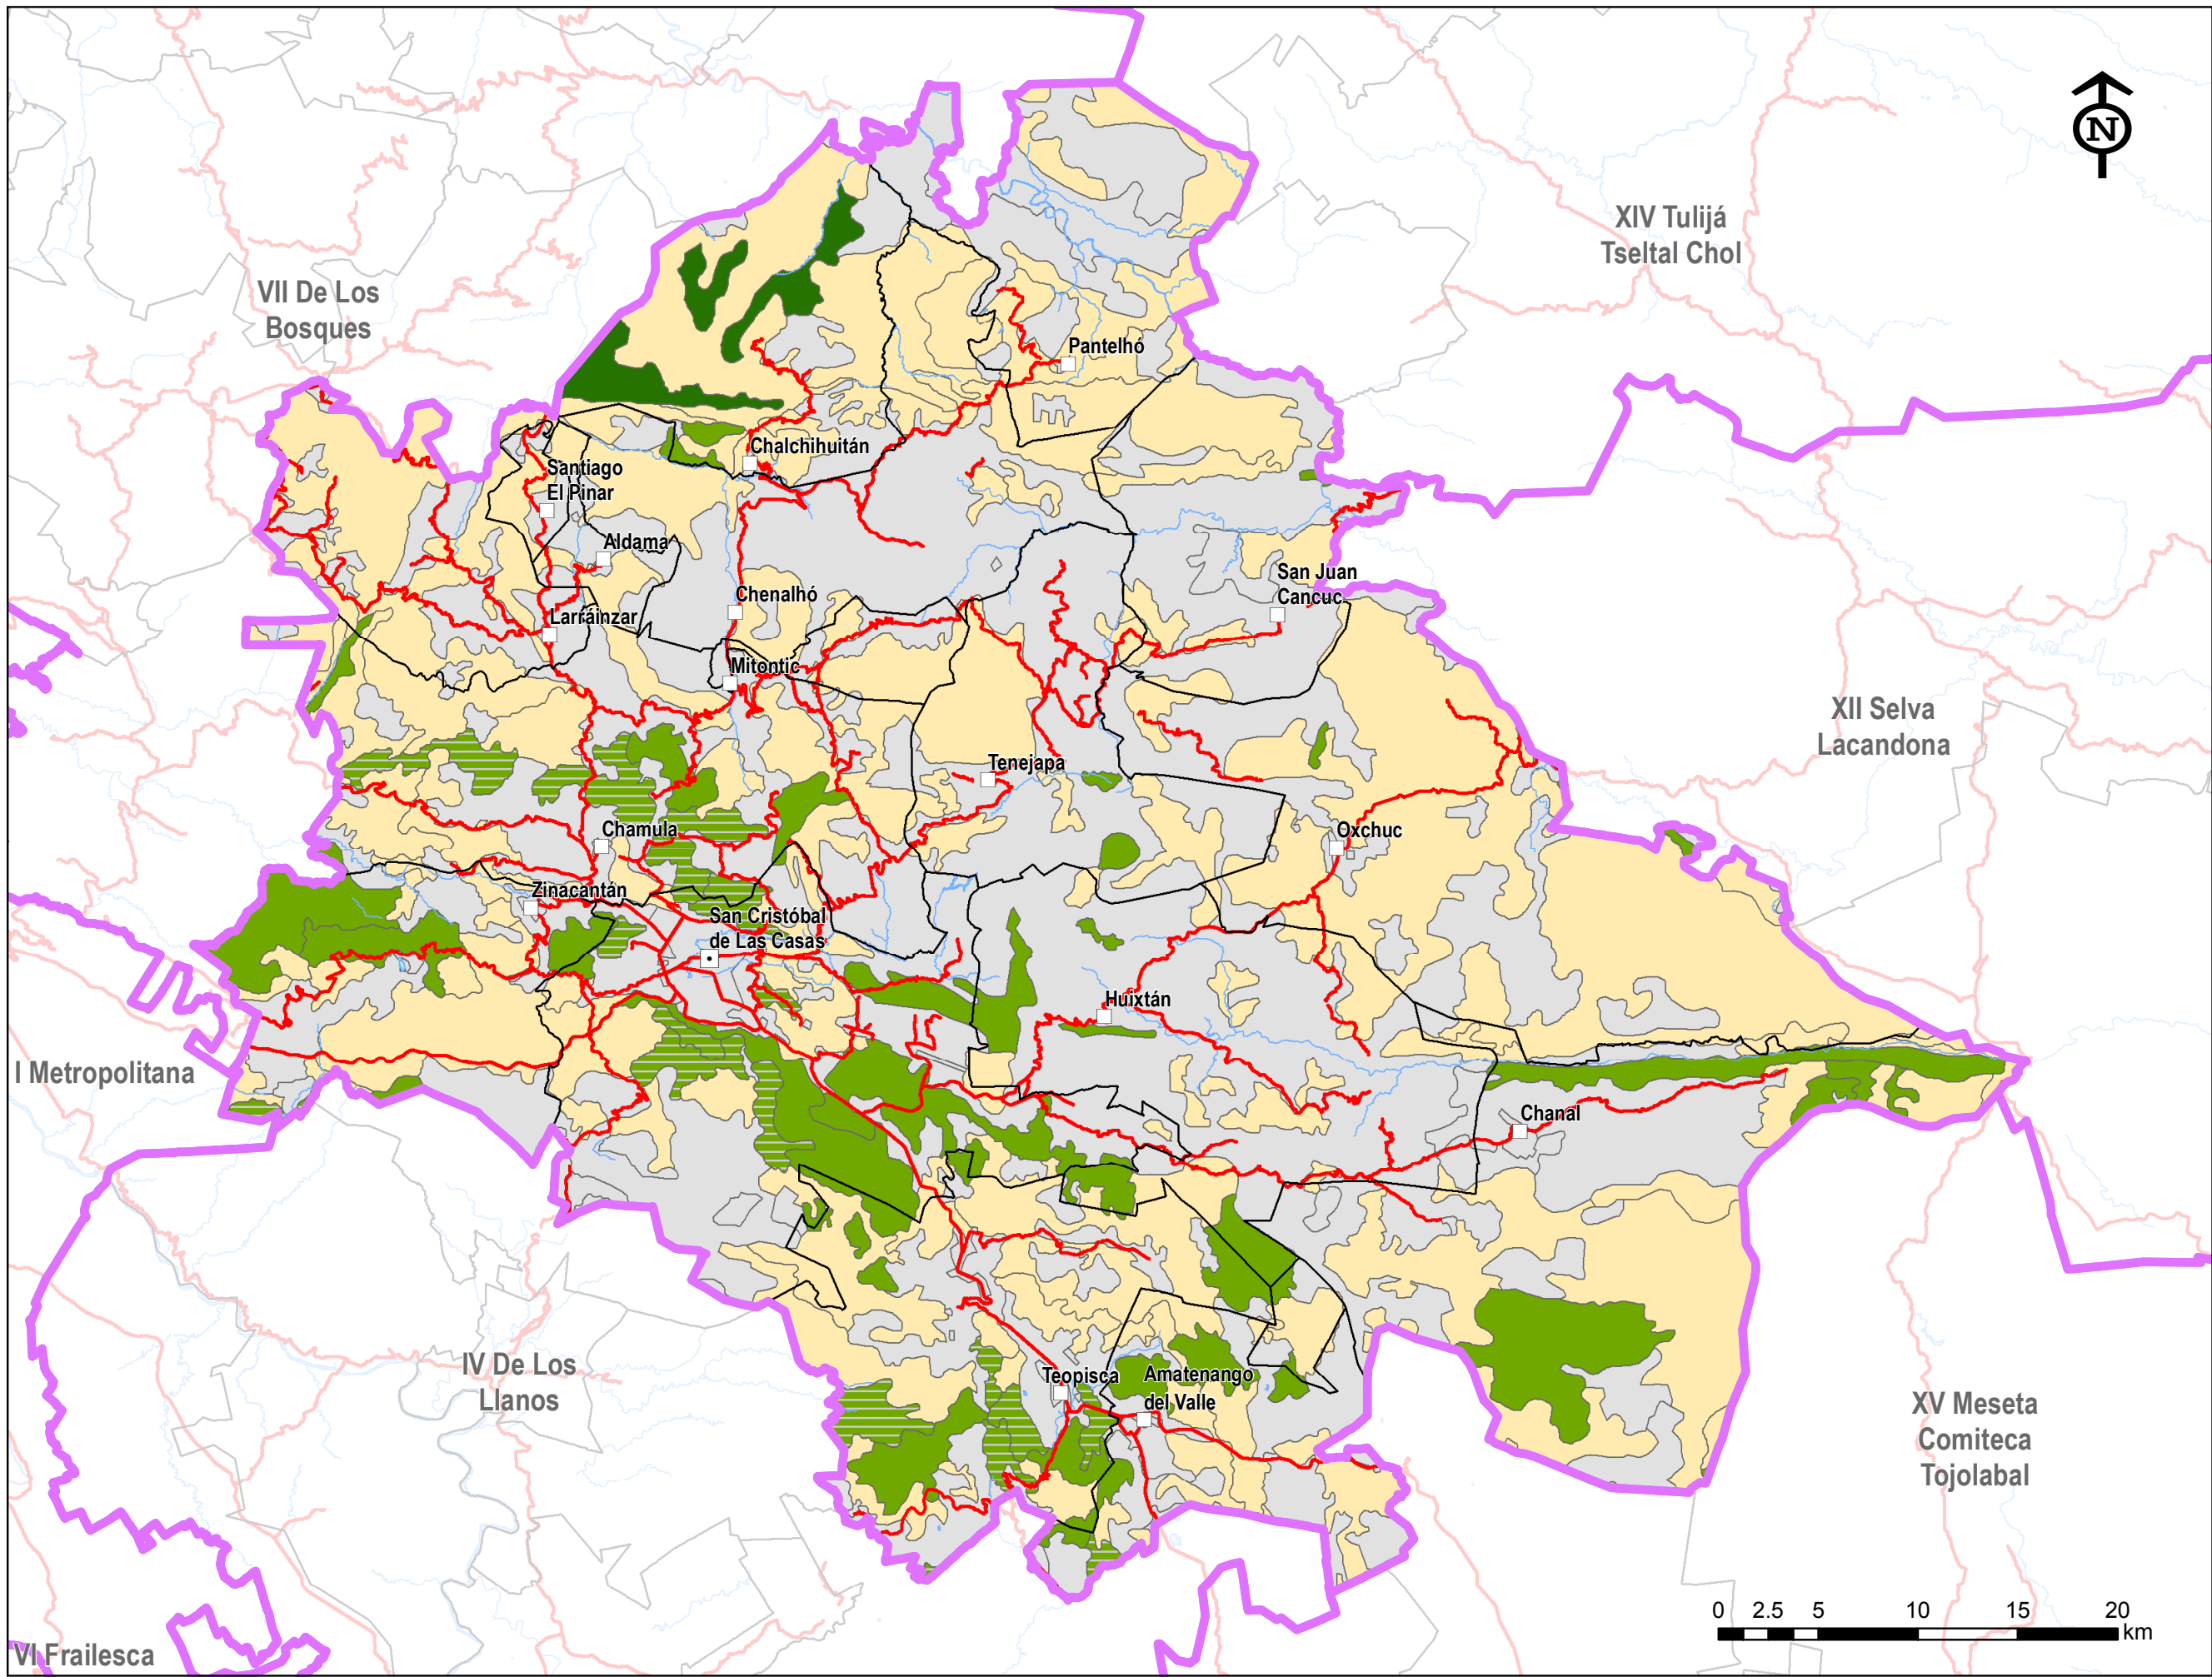 N
XIV Tulijá
Tseltal Chol
VII De Los
Bosques
Pantelhó
Chalchihuitán
Santiago
El Pinar
Aldama
San Juan
Cancuc
Chenalhó
Larráinzar
Mitontic
XII Selva
Lacandona
Tenejapa
Chamula
Oxchuc
Zinacantán
San Cristóbal
de Las Casas
Huixtán
I Metropolitana
Chanal
IV De Los
Llanos
Teopisca
Amatenango
del Valle
XV Meseta
Comiteca
Tojolabal
0 2.5 5 10 15 20
km
VI Frailesca